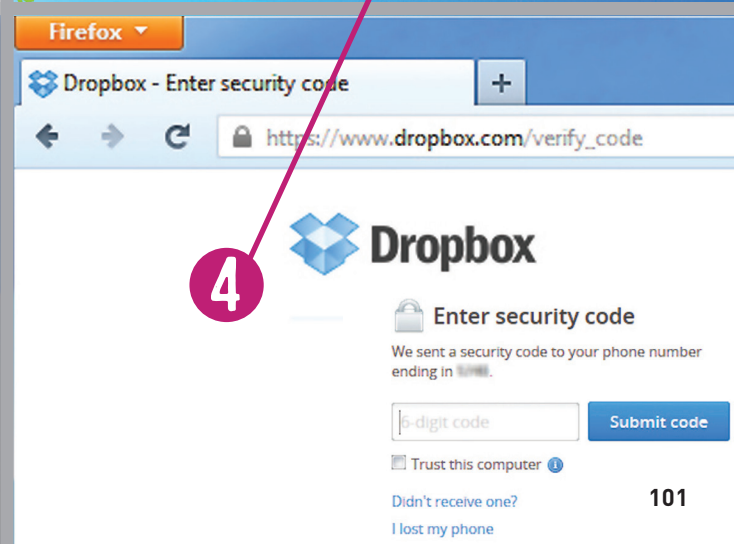 Firefox
Dropbox - Enter security code
https://www.dropbox.com/verify_code
4
Dropbox
Enter security code
We sent a security code to your phone number
ending in .
6-digit code
Submit code
Trust this computer
Didn't receive one?
101
I lost my phone